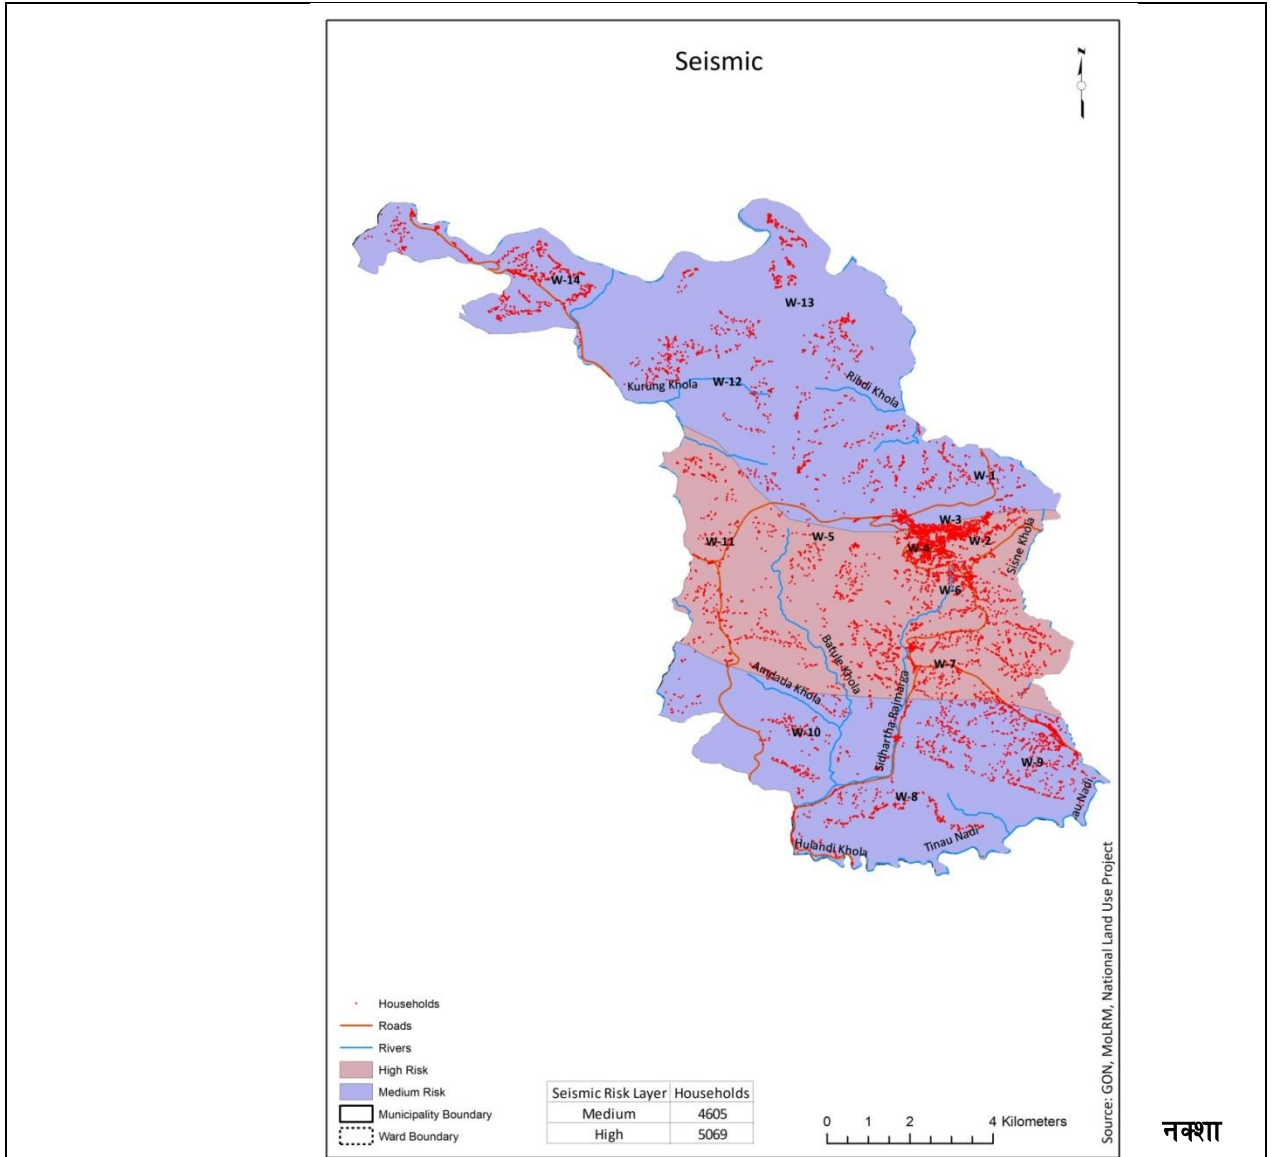 Seismic
N
W-14
W-13
Kurung Khola
W-12
Ribdi Khola
W-1
W-3
W-2
W-4
W-5
Sisne Khola
W-11
W-6
Batule Khola
W-7
Amdada Khola
Sidhartha Rajmarga
W-10
W-9
W-8
au Nadi
Tinau Nadi
Hulandi Khola
Households
Roads
Rivers
High Risk
Medium Risk
Municipality Boundary
Ward Boundary
Seismic Risk Layer Households
Medium 4605
High 5069
0 1 2 4 Kilometers
Source: GON, MoLRM, National Land Use Project
नक्शा